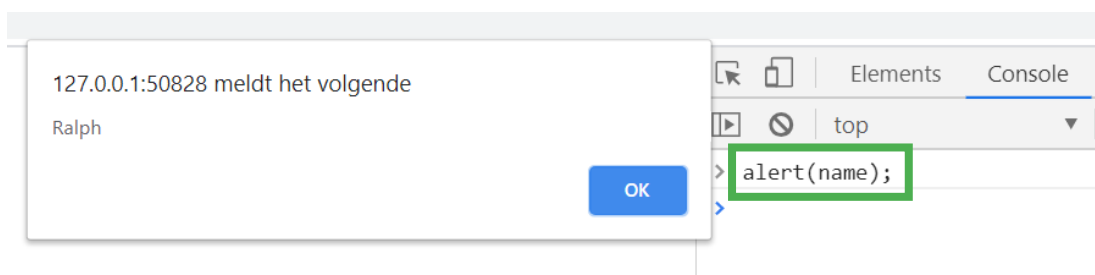 127.0.0.1:50828 meldt het volgende
Ralph
OK
Elements Console
top
> alert(name);
>